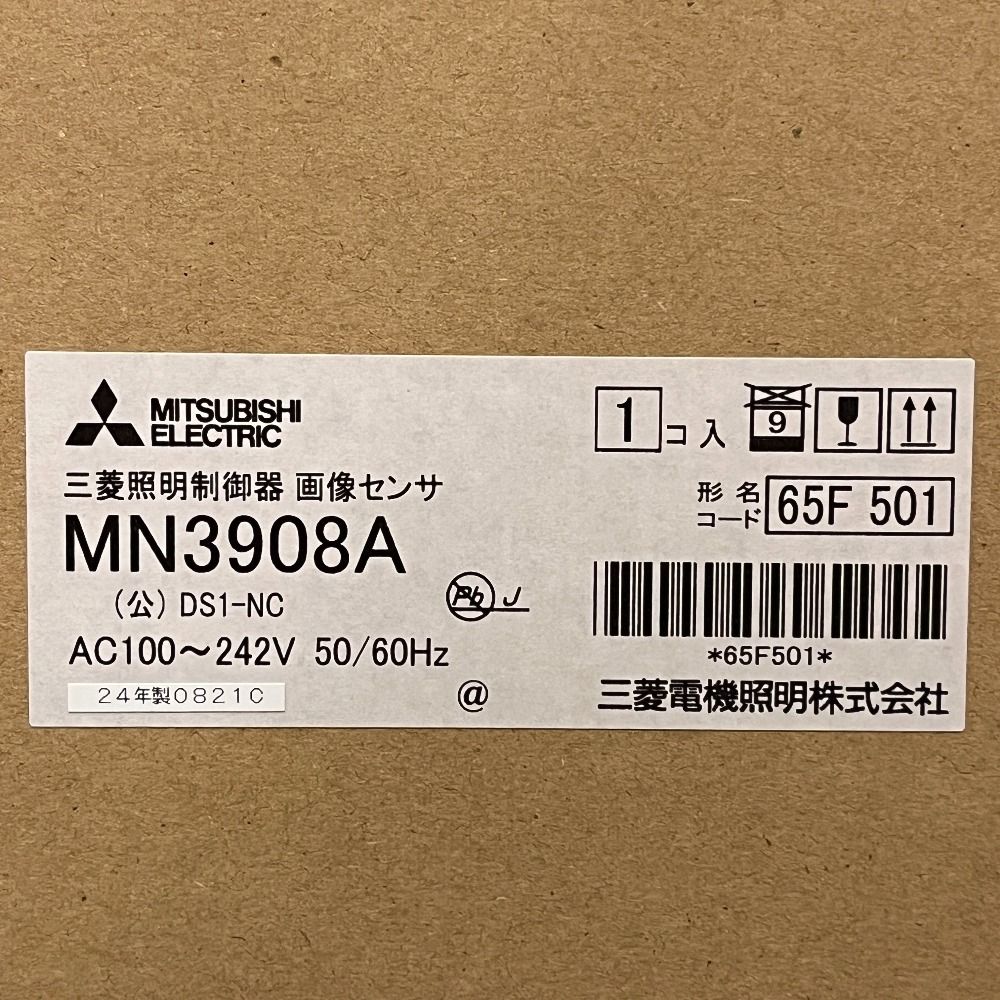 MITSUBISHI
ELECTRIC
1 コ入
9
三菱照明制御器 画像センサ
MN3908A
形名
コード
65F 501
(公) DS1-NC
Pb J
AC100～242V 50/60Hz
*65F501*
24年製0821C
@
三菱電機照明株式会社